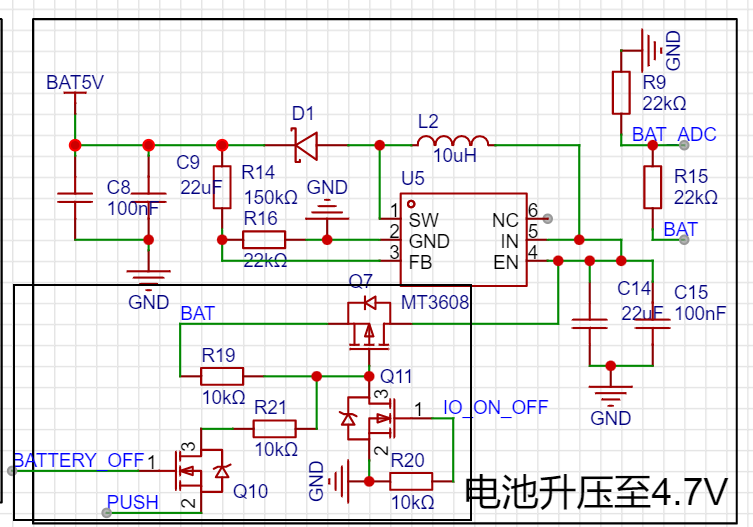 GND
R9
22kΩ
BAT5V
D1
L2
BAT_ADC
10uH
C9
22uF
R14
150kΩ
U5
R15
22kΩ
C8
100nF
GND
1
SW
NC
6
R16
2
GND
IN
5
BAT
22kΩ
3
FB
EN
4
GND
Q7
MT3608
C14
22uF
C15
100nF
BAT
R19
Q11
10kΩ
3
R21
1
IO_ON_OFF
GND
10kΩ
2
3
BATTERY_OFF
1
GND
R20
Q10
10kΩ
电池升压至4.7V
PUSH
2